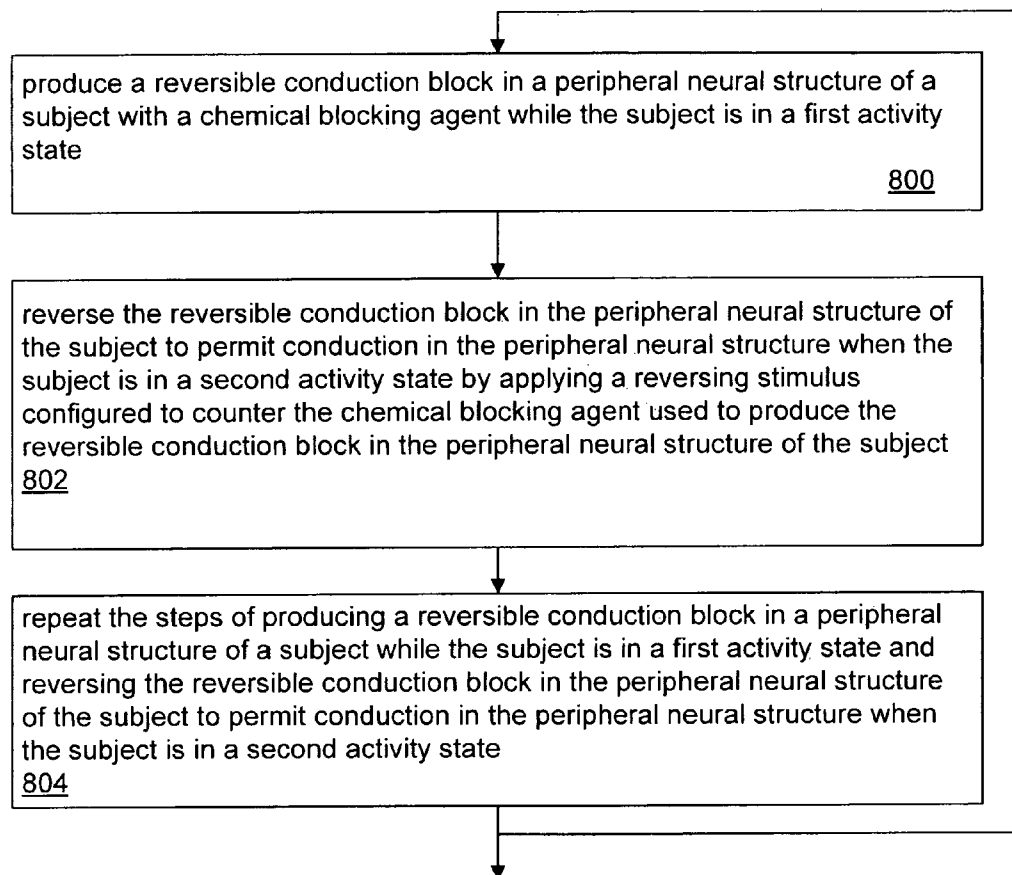 produce a reversible conduction block in a peripheral neural structure of a
subject with a chemical blocking agent while the subject is in a first activity
state
800
reverse the reversible conduction block in the peripheral neural structure of
the subject to permit conduction in the peripheral neural structure when the
subject is in a second activity state by applying a reversing stimulus
configured to counter the chemical blocking agent used to produce the
reversible conduction block in the peripheral neural structure of the subject
802
repeat the steps of producing a reversible conduction block in a peripheral
neural structure of a subject while the subject is in a first activity state and
reversing the reversible conduction block in the peripheral neural structure
of the subject to permit conduction in the peripheral neural structure when
the subject is in a second activity state
804